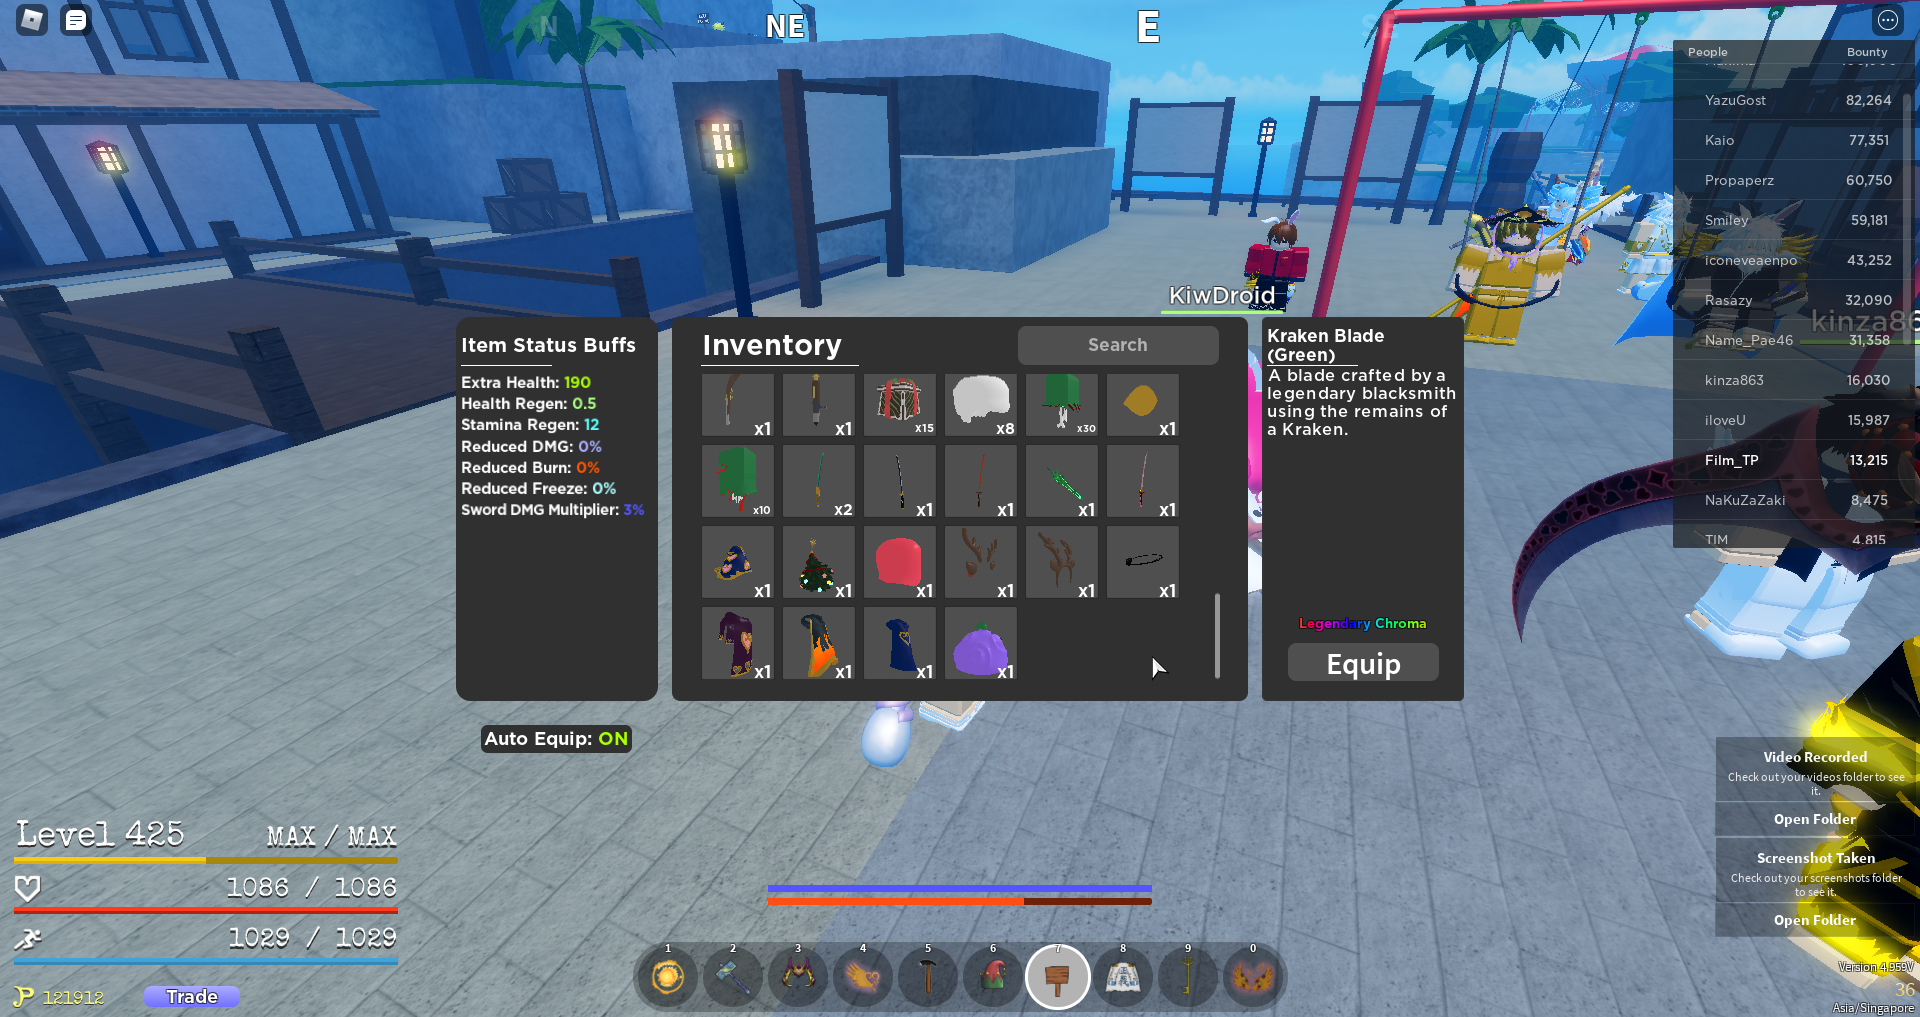 N
NE
E
People Bounty
YazuGost 82,264
Kaio 77,351
Propaperz 60,750
Smiley 59,181
iconeveaenpo 43,252
Rasazy 32,090
Name_Pae46 31,358
kinza863 16,030
iloveU 15,987
Film_TP 13,215
NaKuZaZaki 8,475
TIM 4,815
KiwDroid
kinza86
Item Status Buffs
Extra Health: 190
Health Regen: 0.5
Stamina Regen: 12
Reduced DMG: 0%
Reduced Burn: 0%
Reduced Freeze: 0%
Sword DMG Multiplier: 3%
Auto Equip: ON
Inventory
Search
x1 x1 x15 x8 x30 x1
x10 x2 x1 x1 x1 x1
x1 x1 x1 x1 x1 x1
x1 x1 x1 x1
Kraken Blade
(Green)
A blade crafted by a
legendary blacksmith
using the remains of
a Kraken.
Legendary Chroma
Equip
Video Recorded
Check out your videos folder to see
it.
Open Folder
Screenshot Taken
Check out your screenshots folder
to see it.
Open Folder
Level 425 MAX / MAX
1086 / 1086
1029 / 1029
121912
Trade
1 2 3 4 5 6 7 8 9 0
Version 4.959V
36
Asia/Singapore